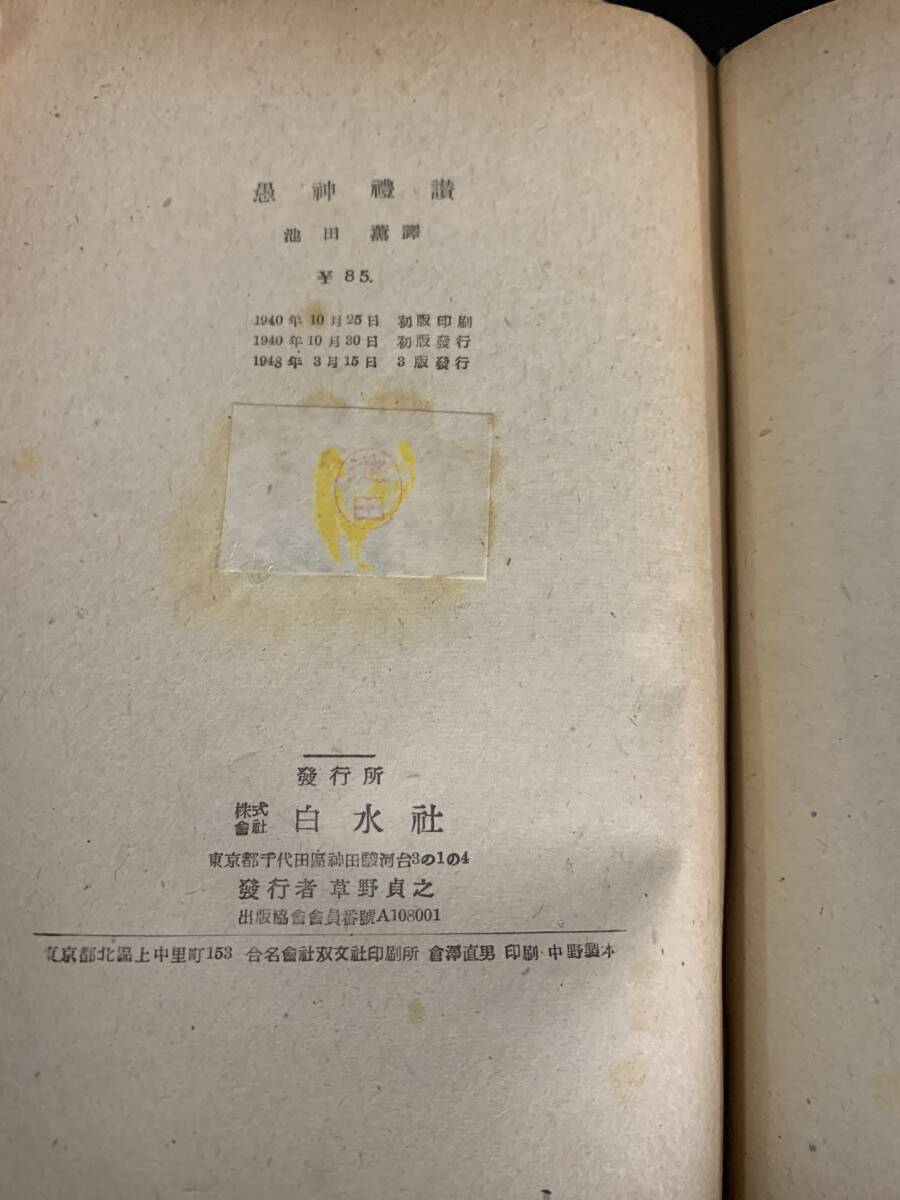 愚神禮讃
池田薫譯
¥85.
1940年10月25日 初版印刷
1940年10月30日 初版發行
1948年3月15日 3版發行
池田
發行所
株式會社 白水社
東京都千代田區神田駿河台3の1の4
發行者 草野貞之
出版協會會員番號A108001
東京都北區上中里町153 合名會社双文社印刷所 倉澤直男 印刷・中野製本